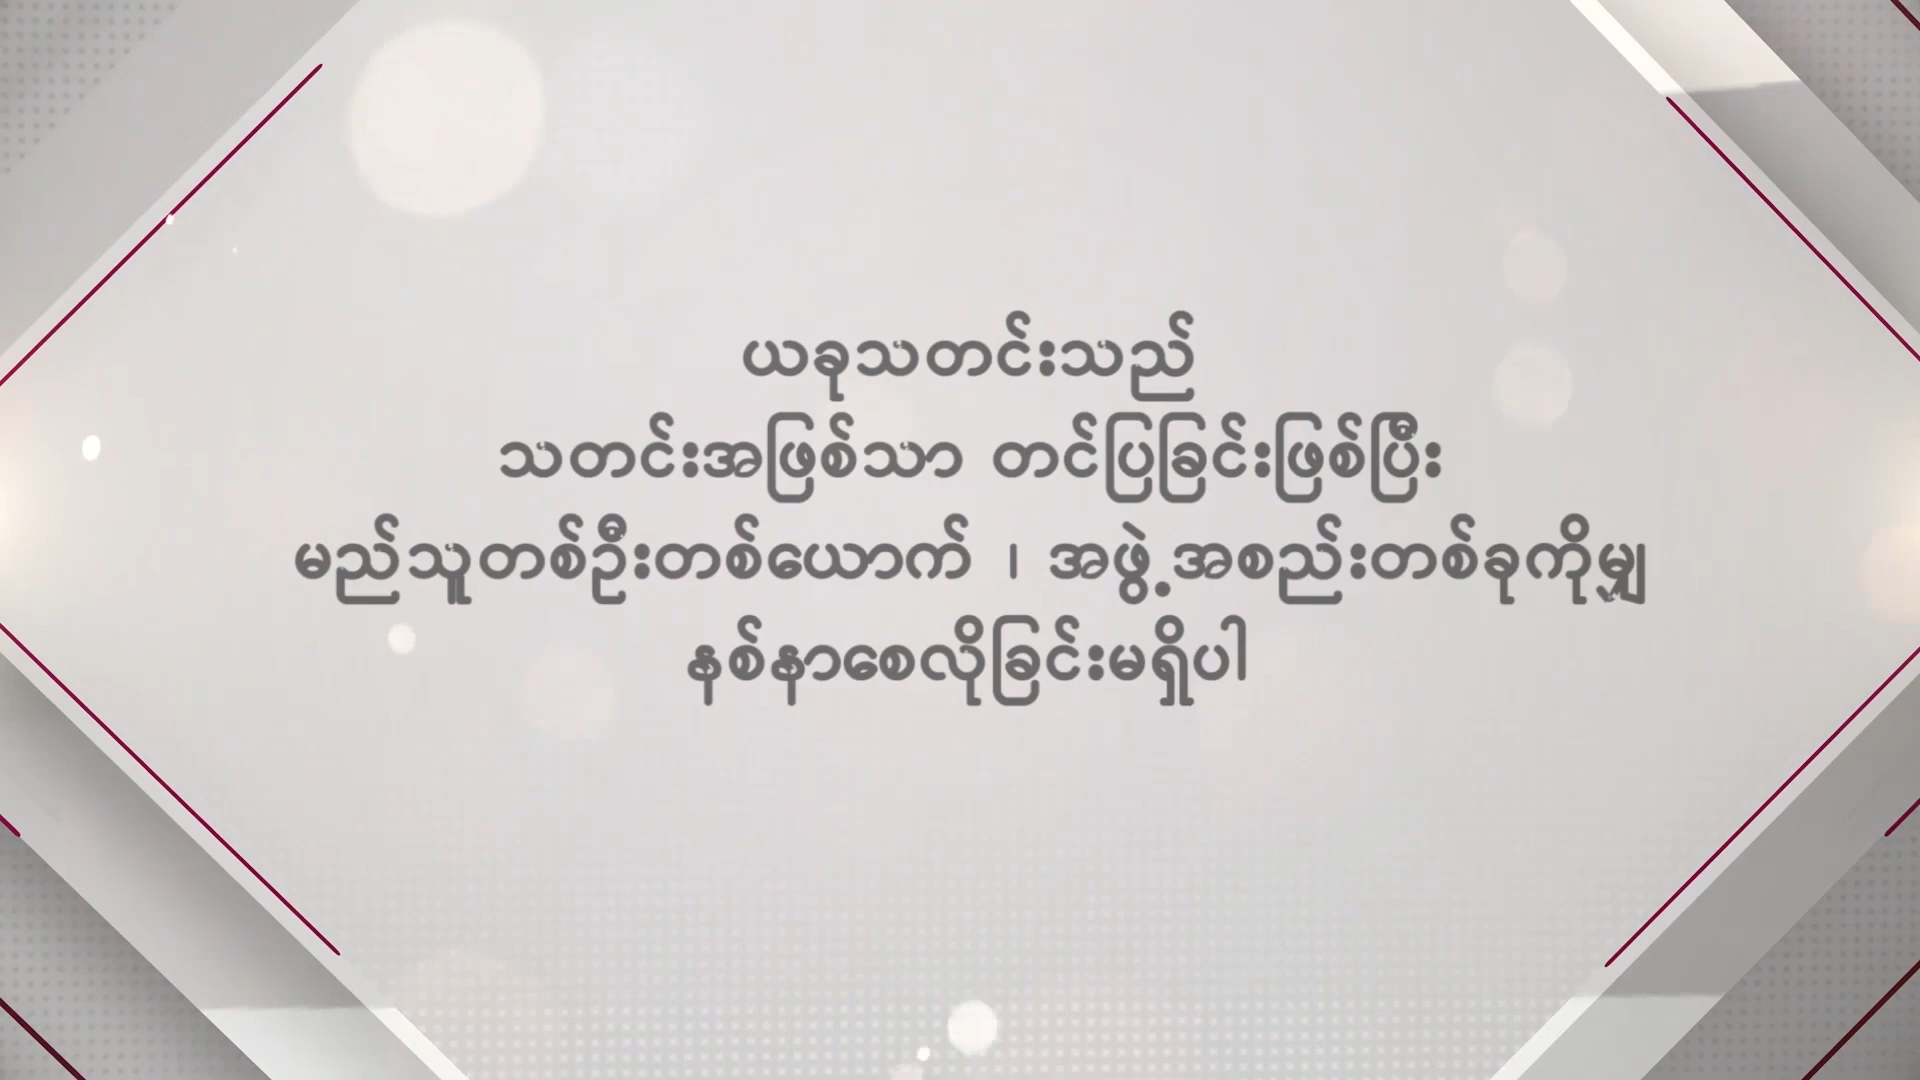 ယခုသတင်းသည်
သတင်းအဖြစ်သာ တင်ပြခြင်းဖြစ်ပြီး
မည်သူတစ်ဦးတစ်ယောက် ၊ အဖွဲ့အစည်းတစ်ခုကိုမျှ
နစ်နာစေလိုခြင်းမရှိပါ